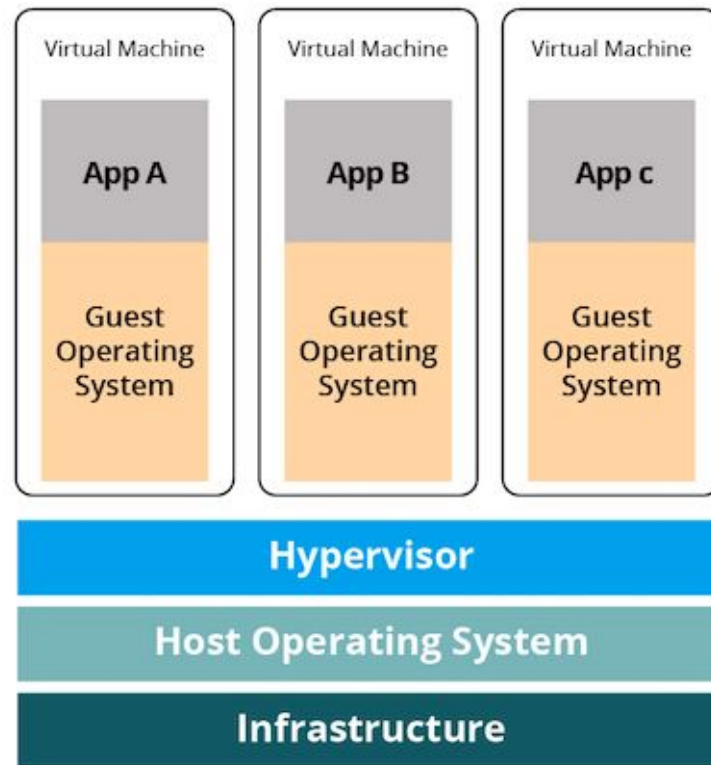 Virtual Machine
Virtual Machine
Virtual Machine
App A
App B
App c
Guest
Operating
System
Guest
Operating
System
Guest
Operating
System
Hypervisor
Host Operating System
Infrastructure